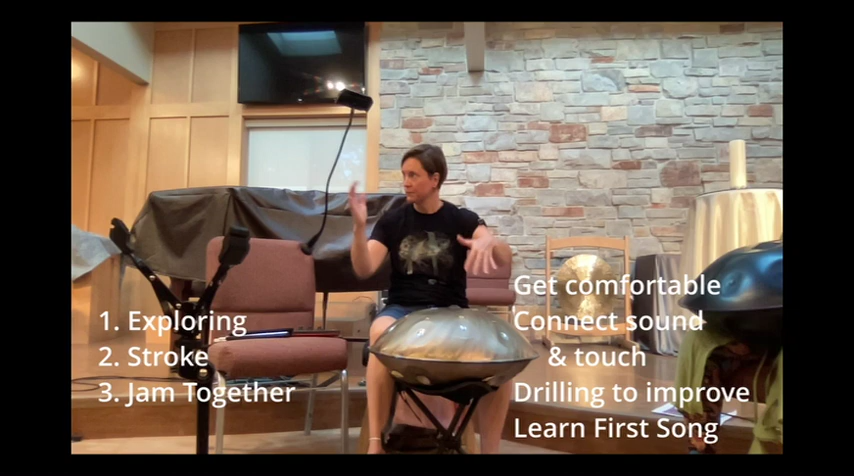 1. Exploring
2. Stroke
3. Jam Together
Get comfortable
Connect sound
& touch
Drilling to improve
Learn First Song